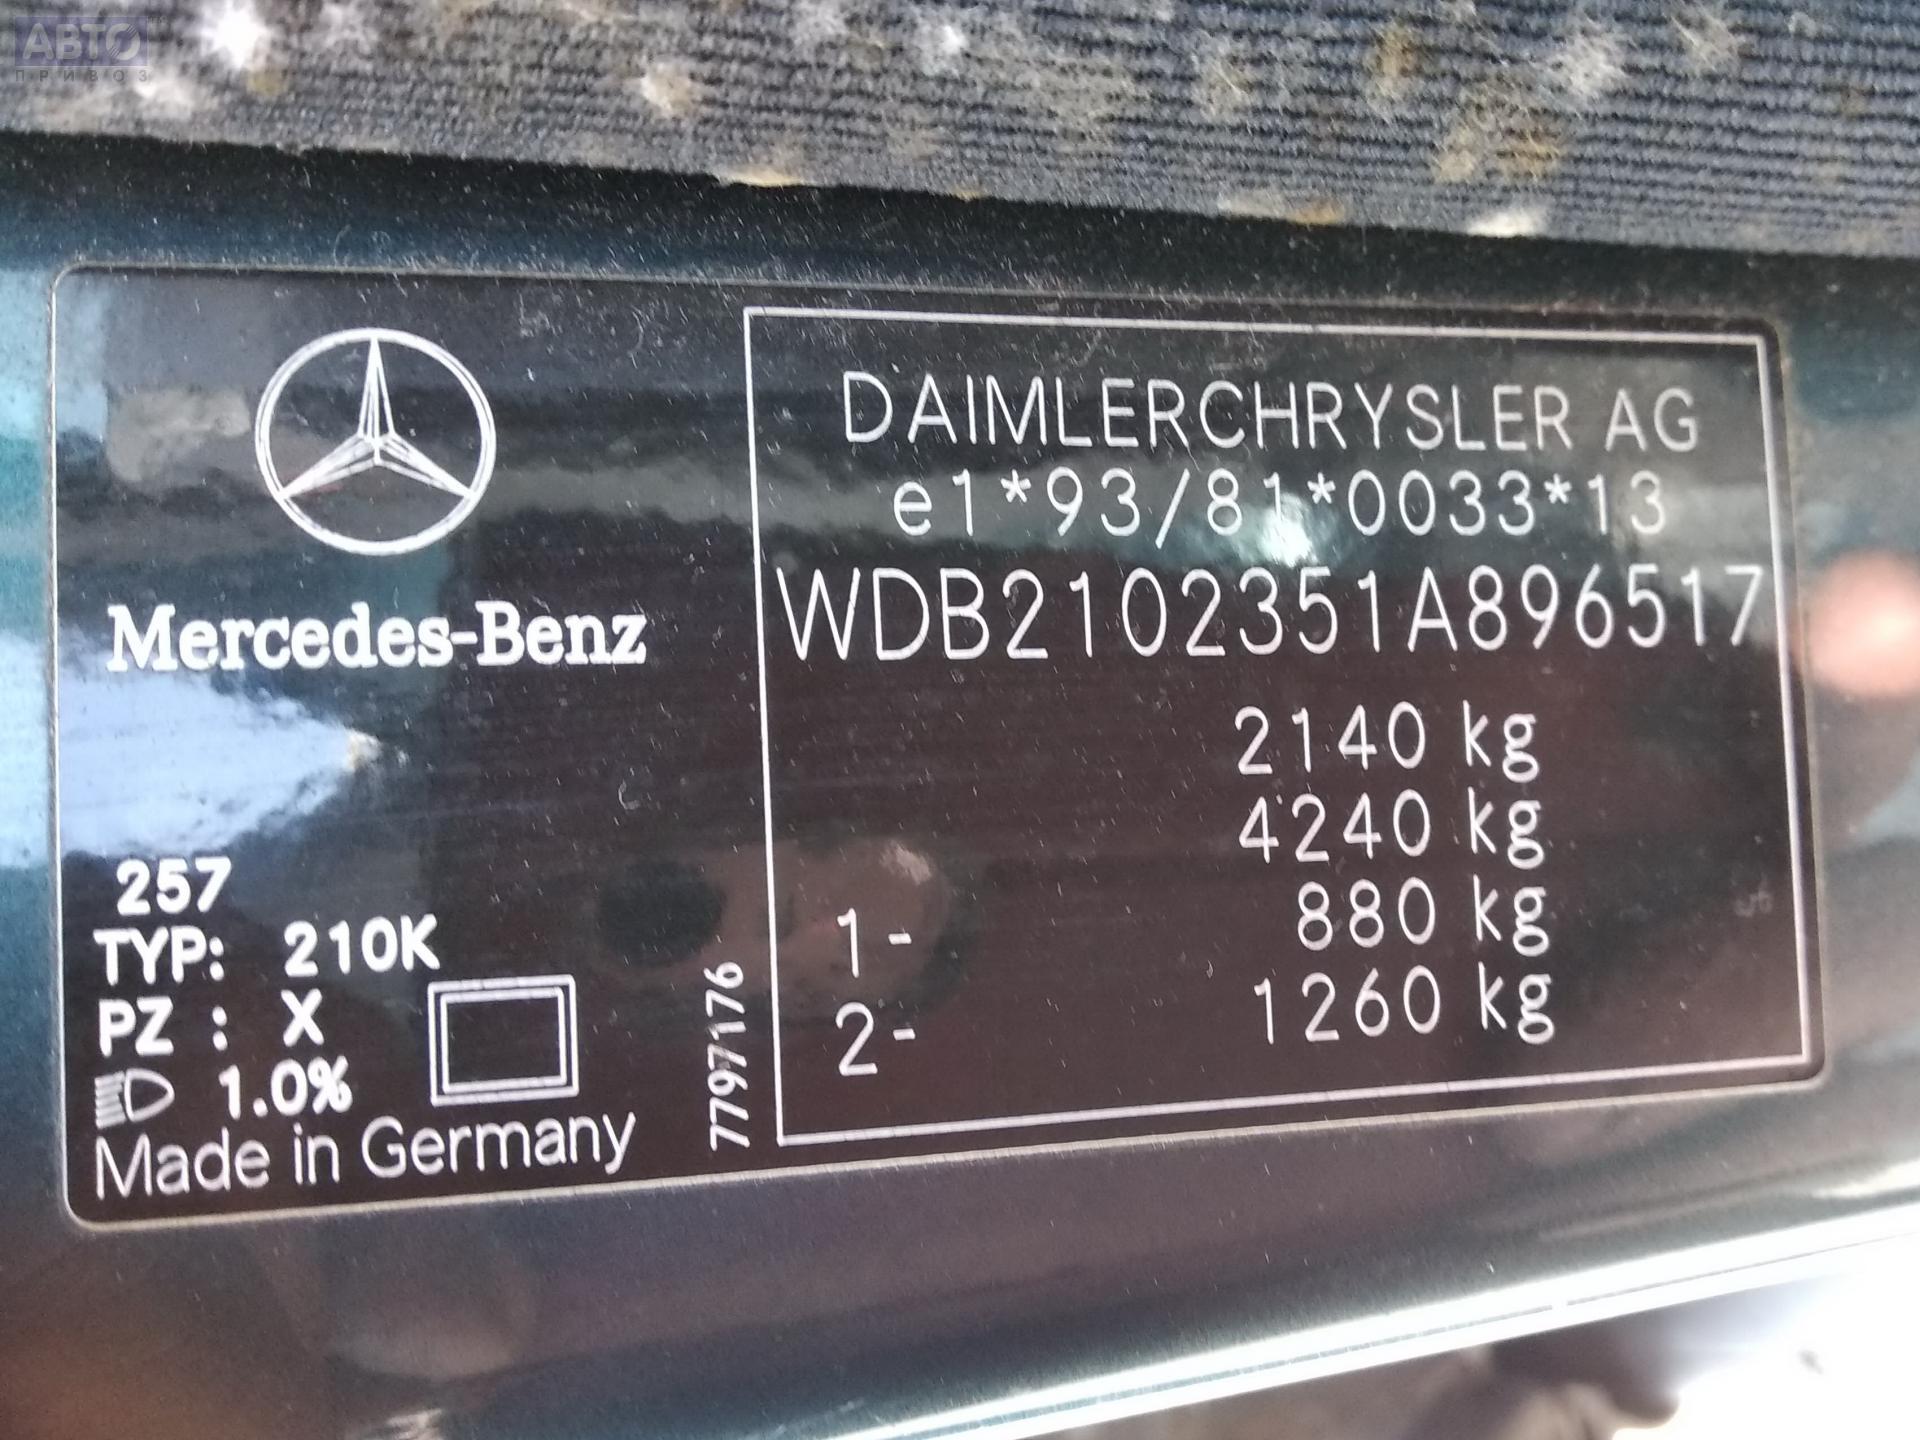 АВТО
ПРИВОЗ
Mercedes-Benz
257
TYP: 210K
PZ : X
1.0%
Made in Germany
7797176
DAIMLERCHRYSLER AG
e1*93/81*0033*13
WDB2102351A896517
2140 kg
4240 kg
1- 880 kg
2- 1260 kg